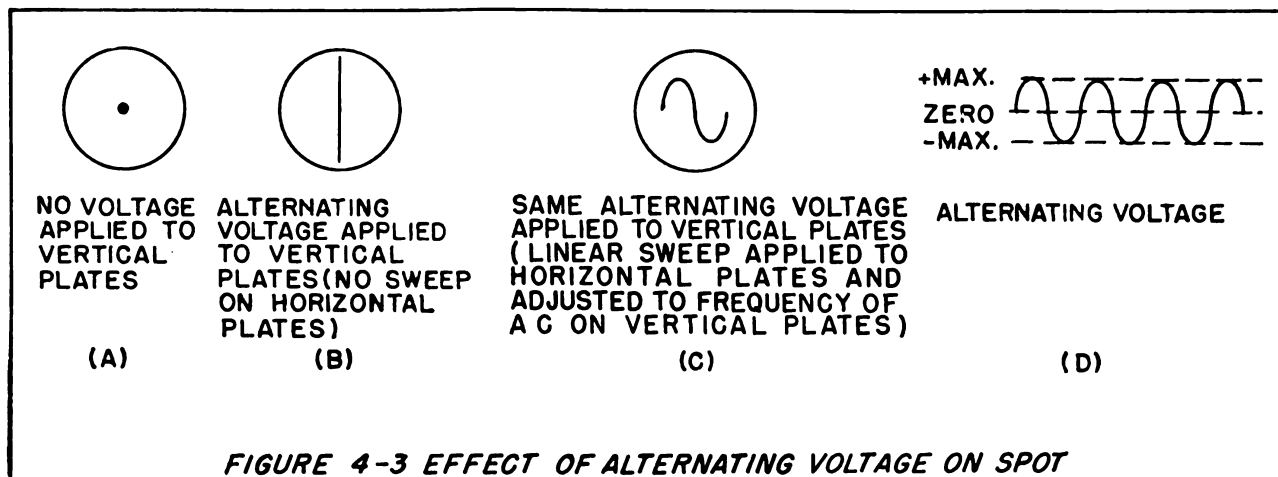 +MAX.
ZERO
-MAX.
NO VOLTAGE
APPLIED TO
VERTICAL
PLATES
(A)
ALTERNATING
VOLTAGE APPLIED
TO VERTICAL
PLATES(NO SWEEP
ON HORIZONTAL
PLATES)
(B)
SAME ALTERNATING VOLTAGE
APPLIED TO VERTICAL PLATES
(LINEAR SWEEP APPLIED TO
HORIZONTAL PLATES AND
ADJUSTED TO FREQUENCY OF
A C ON VERTICAL PLATES)
(C)
ALTERNATING VOLTAGE
(D)
FIGURE 4-3 EFFECT OF ALTERNATING VOLTAGE ON SPOT